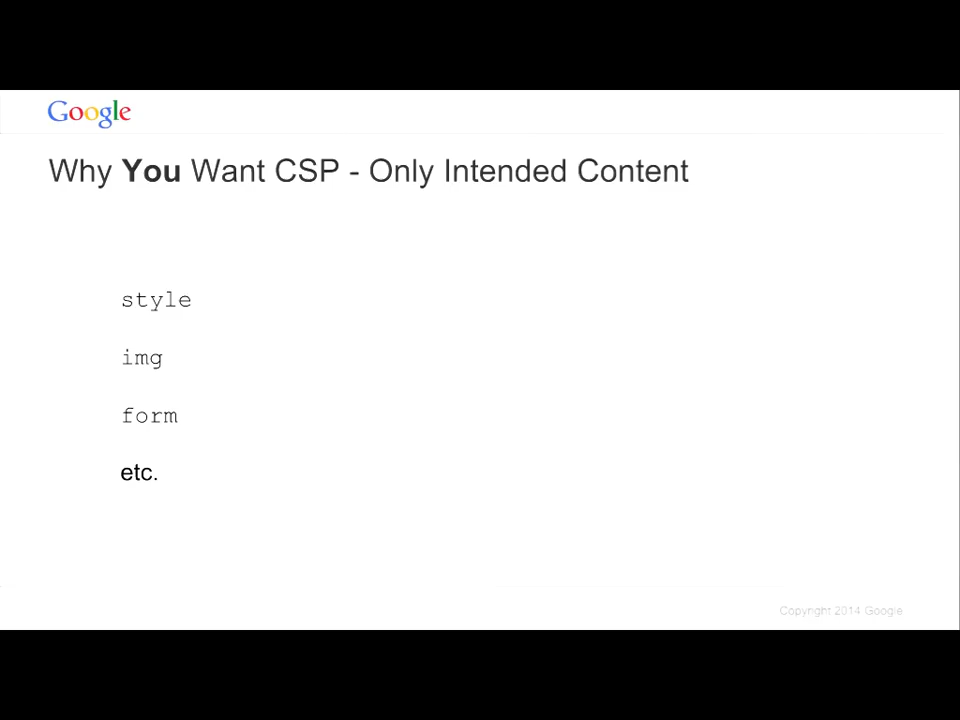 Google
Why You Want CSP - Only Intended Content
style
img
form
etc.
Copyright 2014 Google